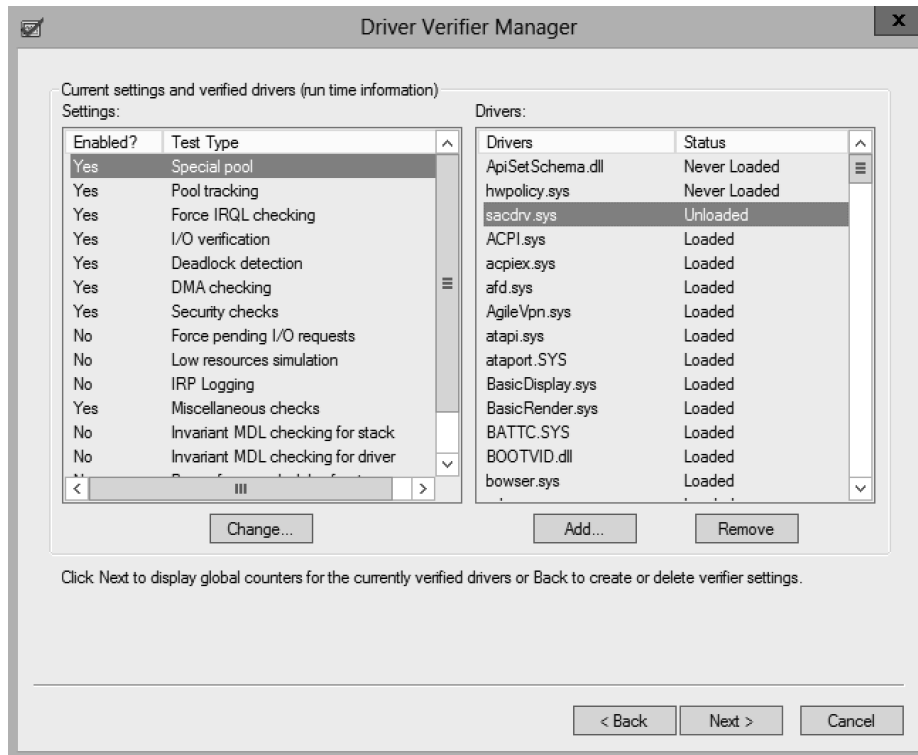 Driver Verifier Manager
x
Current settings and verified drivers (run time information)
Settings:
Enabled? Test Type
Yes Special pool
Yes Pool tracking
Yes Force IRQL checking
Yes I/O verification
Yes Deadlock detection
Yes DMA checking
Yes Security checks
No Force pending I/O requests
No Low resources simulation
No IRP Logging
Yes Miscellaneous checks
No Invariant MDL checking for stack
No Invariant MDL checking for driver
Change...
Drivers:
Drivers Status
ApiSetSchema.dll Never Loaded
hwpolicy.sys Never Loaded
sacdrv.sys Unloaded
ACPI.sys Loaded
acpiex.sys Loaded
afd.sys Loaded
AgileVpn.sys Loaded
atapi.sys Loaded
ataport.SYS Loaded
BasicDisplay.sys Loaded
BasicRender.sys Loaded
BATTC.SYS Loaded
BOOTVID.dll Loaded
bowser.sys Loaded
Add... Remove
Click Next to display global counters for the currently verified drivers or Back to create or delete verifier settings.
< Back Next > Cancel